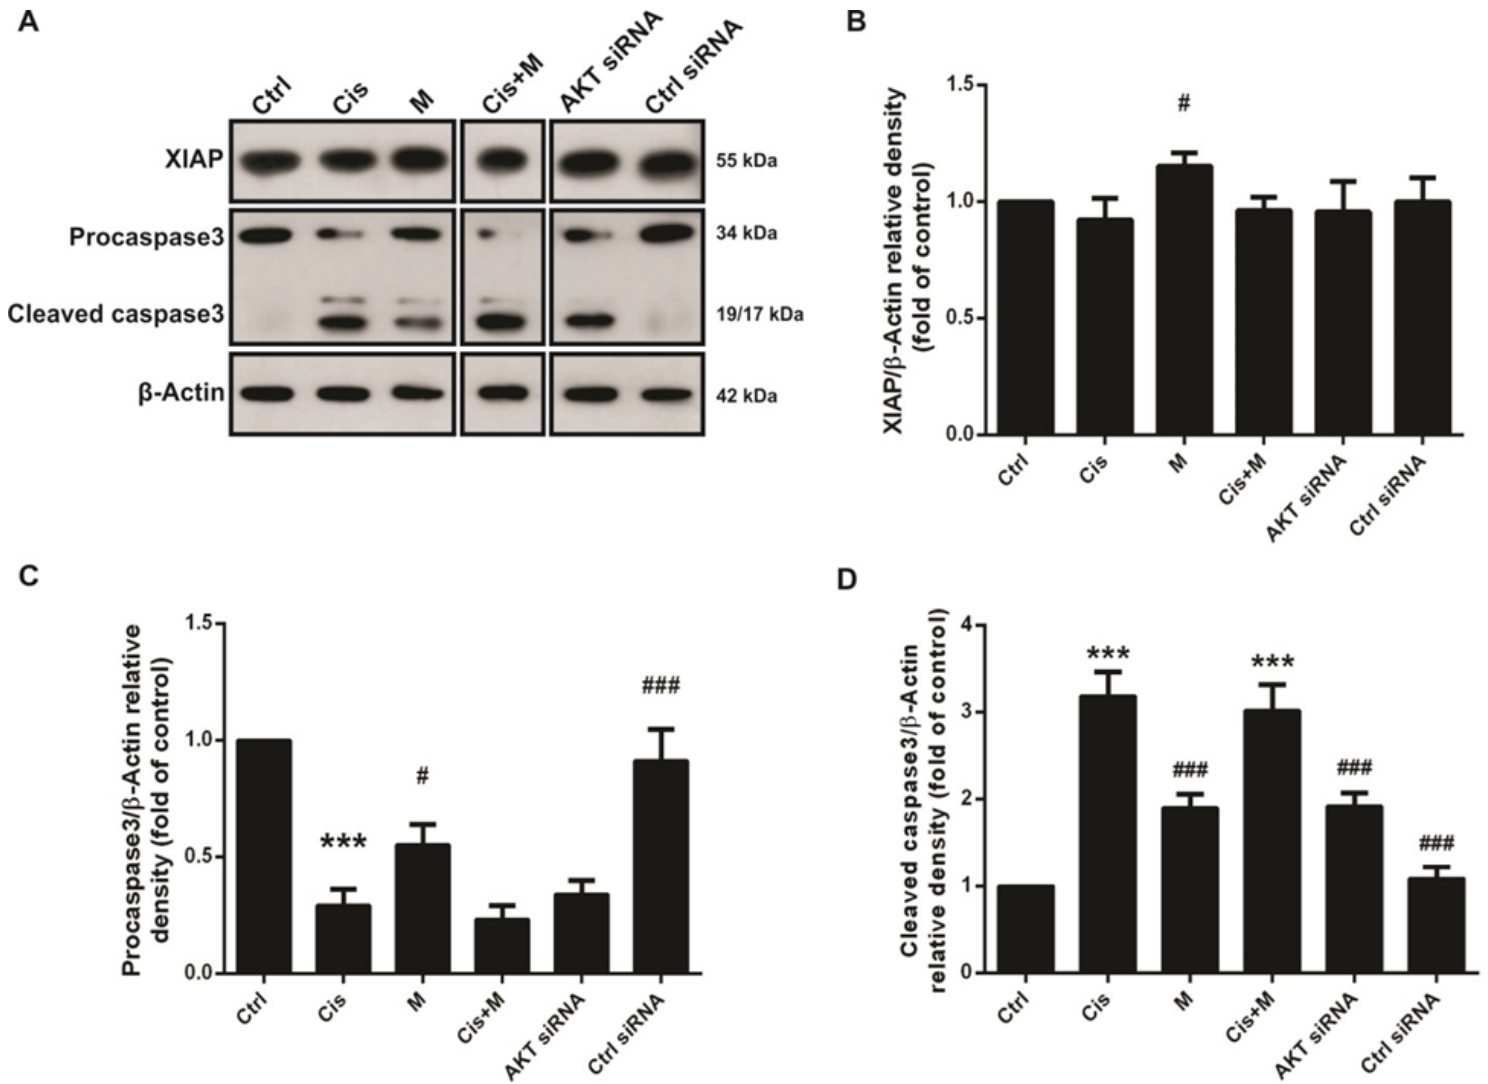 A
Ctrl
Cis
M
Cis+M
AKT siRNA
Ctrl siRNA
XIAP
55 kDa
Procaspase3
34 kDa
Cleaved caspase3
19/17 kDa
β-Actin
42 kDa
B
XIAP/β-Actin relative density
(fold of control)
1.5
1.0
0.5
0.0
#
Ctrl
Cis
M
Cis+M
AKT siRNA
Ctrl siRNA
C
Procaspase3/β-Actin relative
density (fold of control)
1.5
1.0
0.5
0.0
***
#
###
Ctrl
Cis
M
Cis+M
AKT siRNA
Ctrl siRNA
D
Cleaved caspase3/β-Actin
relative density (fold of control)
4
3
2
1
0
***
###
***
###
###
Ctrl
Cis
M
Cis+M
AKT siRNA
Ctrl siRNA